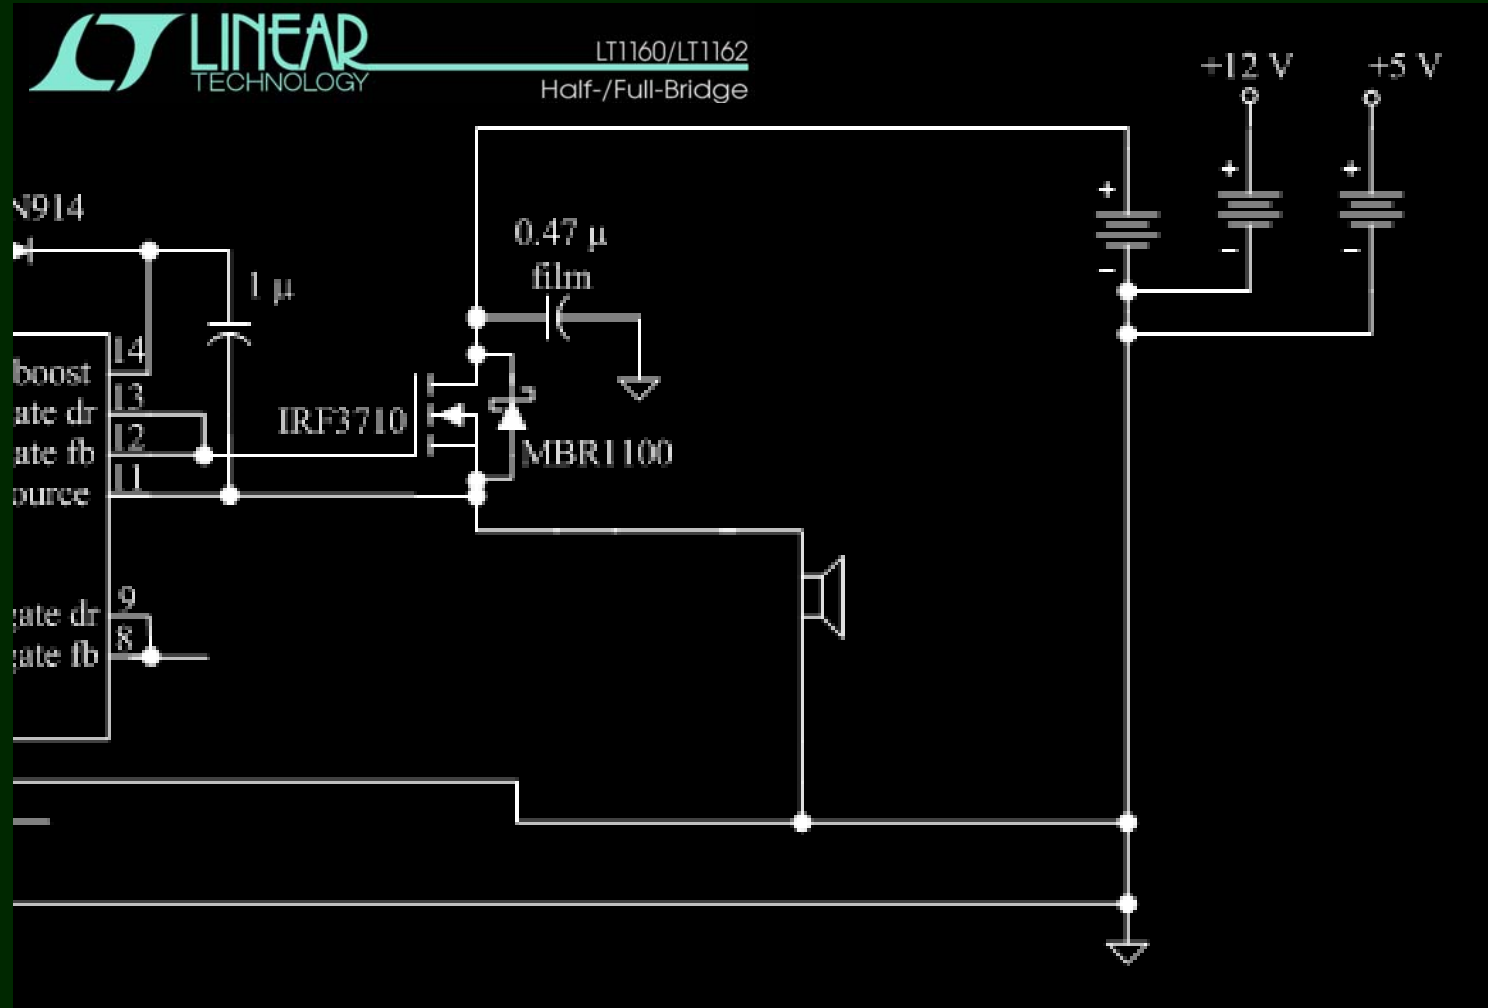 LINEAR
TECHNOLOGY
LT1160/LT1162
Half-/Full-Bridge
+12 V
+5 V
N914
0.47 µ
film
1 µ
+
+
+
−
−
−
14
boost
13
ate dr
12
ate fb
11
ource
IRF3710
MBR1100
9
gate dr
8
gate fb